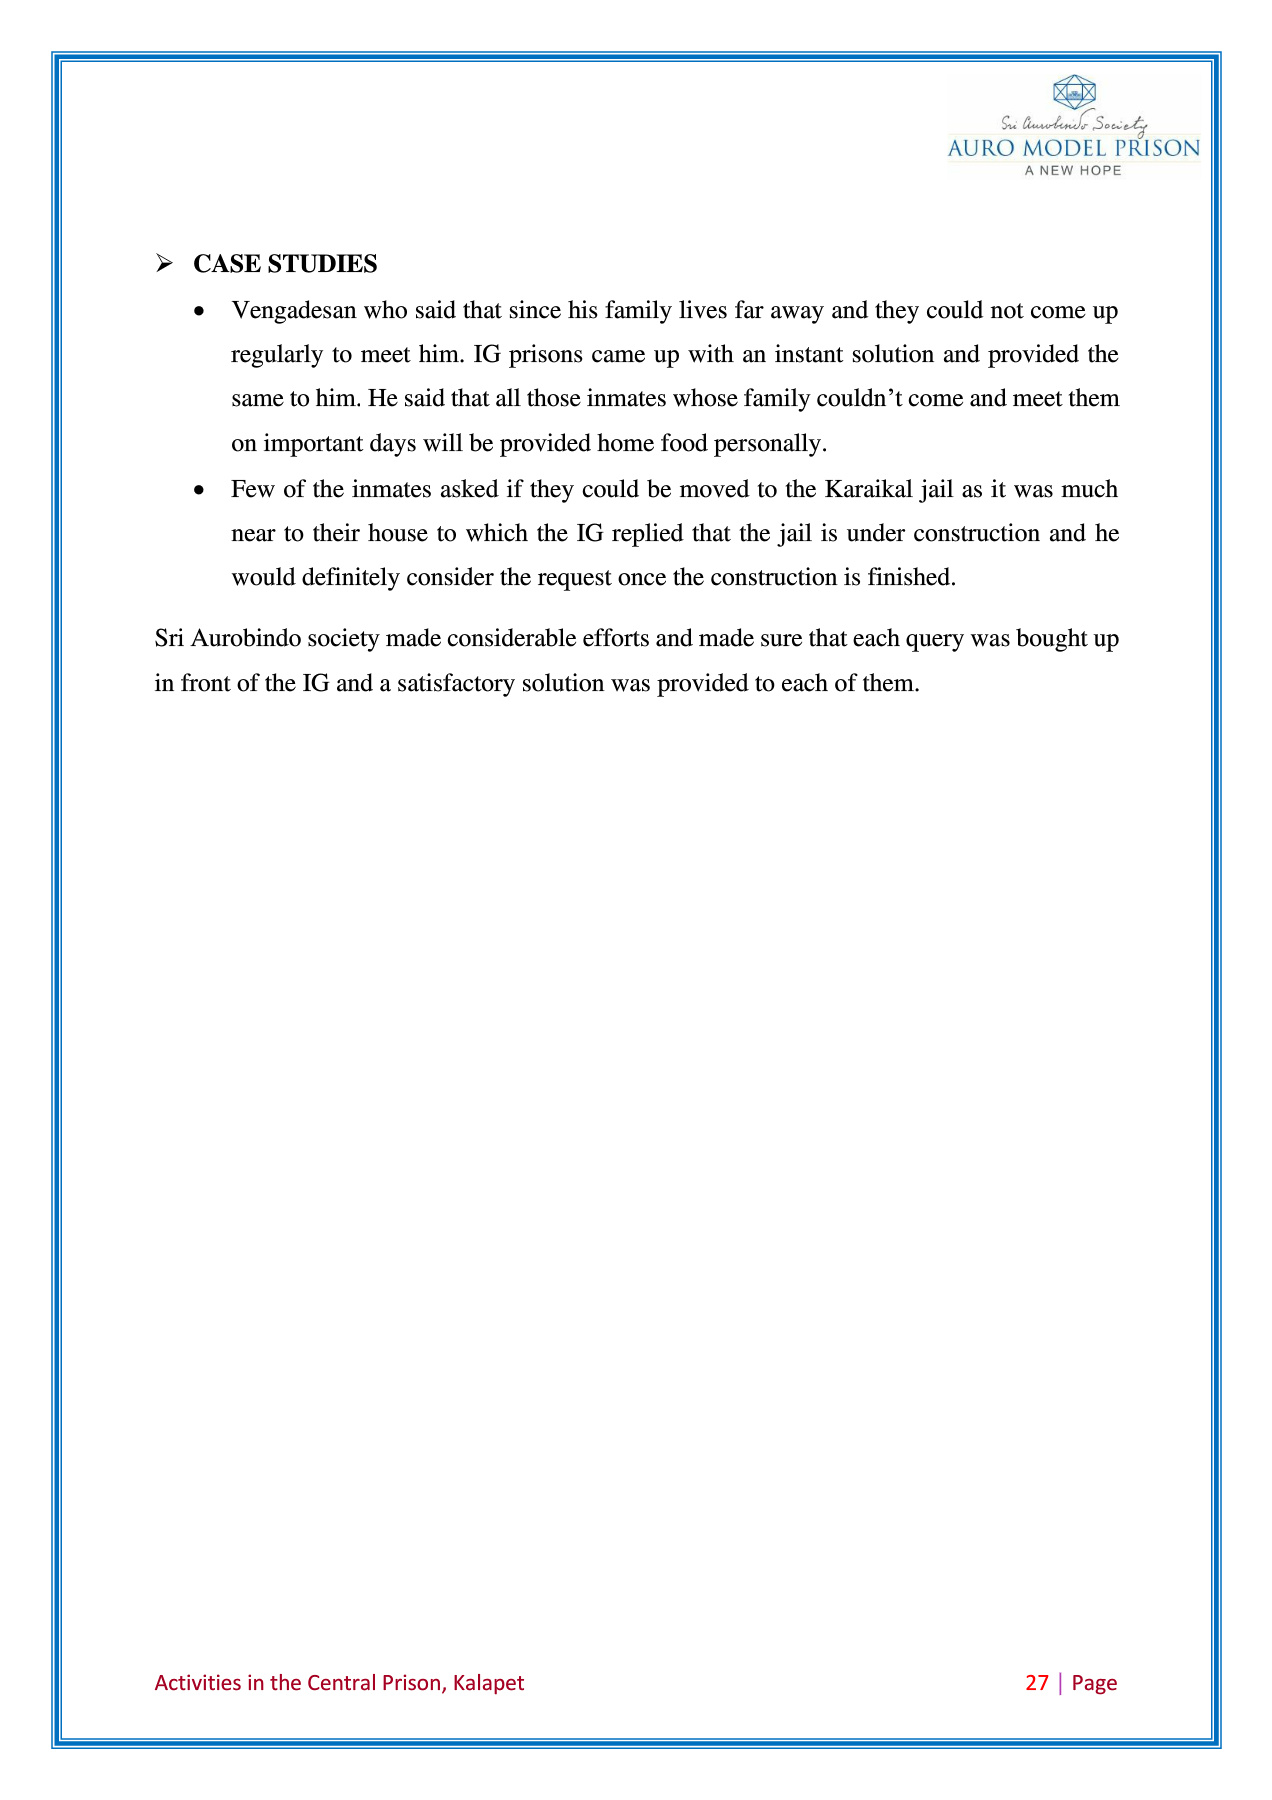 Sri Aurobindo Society
AURO MODEL PRISON
A NEW HOPE
➢ CASE STUDIES
• Vengadesan who said that since his family lives far away and they could not come up
regularly to meet him. IG prisons came up with an instant solution and provided the
same to him. He said that all those inmates whose family couldn’t come and meet them
on important days will be provided home food personally.
• Few of the inmates asked if they could be moved to the Karaikal jail as it was much
near to their house to which the IG replied that the jail is under construction and he
would definitely consider the request once the construction is finished.
Sri Aurobindo society made considerable efforts and made sure that each query was bought up
in front of the IG and a satisfactory solution was provided to each of them.
Activities in the Central Prison, Kalapet 27 | Page